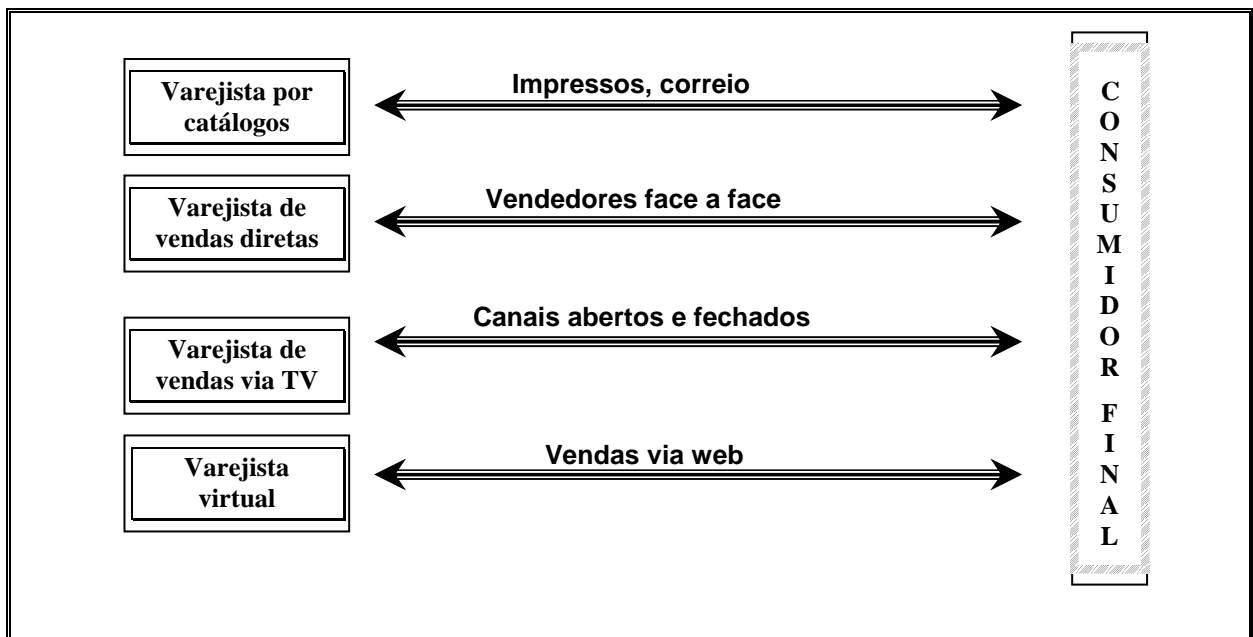 Varejista por
catálogos
Impressos, correio
Varejista de
vendas diretas
Vendedores face a face
Varejista de
vendas via TV
Canais abertos e fechados
Varejista
virtual
Vendas via web
C
O
N
S
U
M
I
D
O
R
F
I
N
A
L